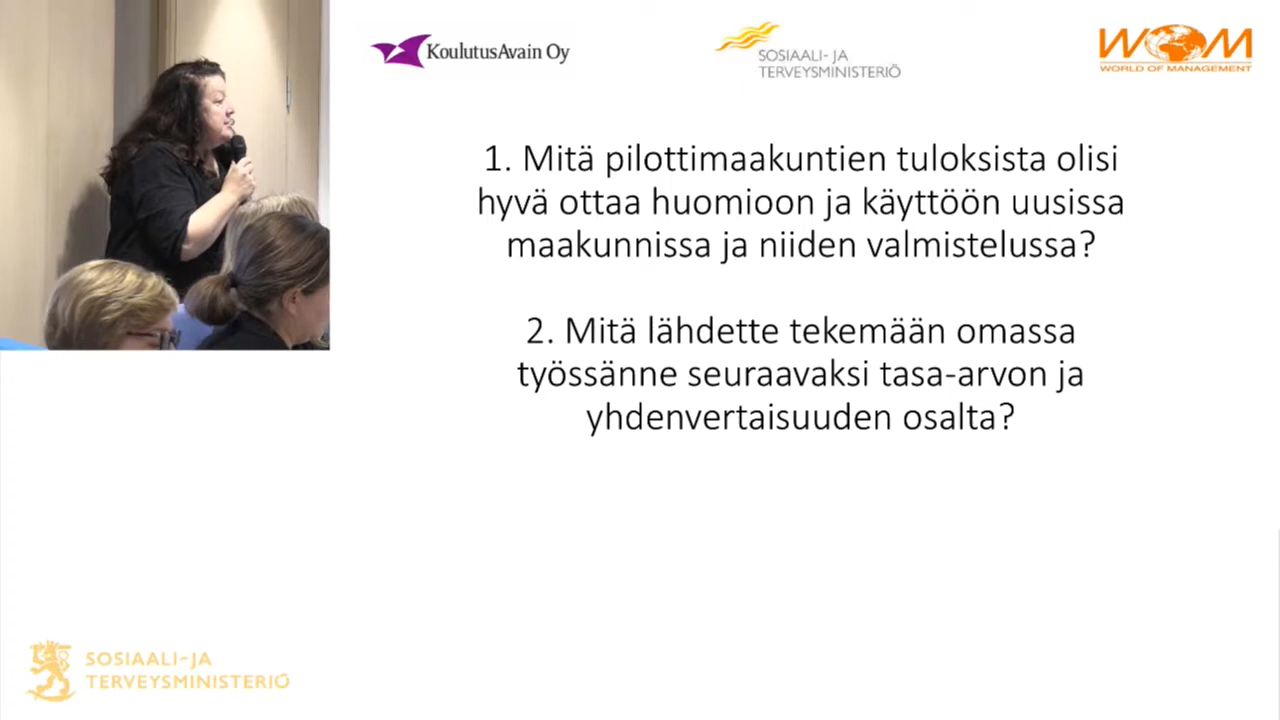 KoulutusAvain Oy
SOSIAALI- JA
TERVEYSMINISTERIÖ
WOM
WORLD OF MANAGEMENT
1. Mitä pilottimaakuntien tuloksista olisi
hyvä ottaa huomioon ja käyttöön uusissa
maakunnissa ja niiden valmistelussa?
2. Mitä lähdette tekemään omassa
työssänne seuraavaksi tasa-arvon ja
yhdenvertaisuuden osalta?
SOSIAALI-JA
TERVEYSMINISTERIÖ